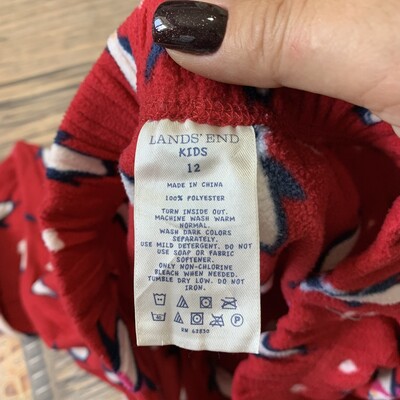 LANDS' END
KIDS
12
MADE IN CHINA
100% POLYESTER
TURN INSIDE OUT.
MACHINE WASH WARM
NORMAL.
WASH DARK COLORS
SEPARATELY.
USE MILD DETERGENT. DO NOT
USE SOAP OR FABRIC
SOFTENER.
ONLY NON-CHLORINE
BLEACH WHEN NEEDED.
TUMBLE DRY LOW. DO NOT
IRON.
RN 62830